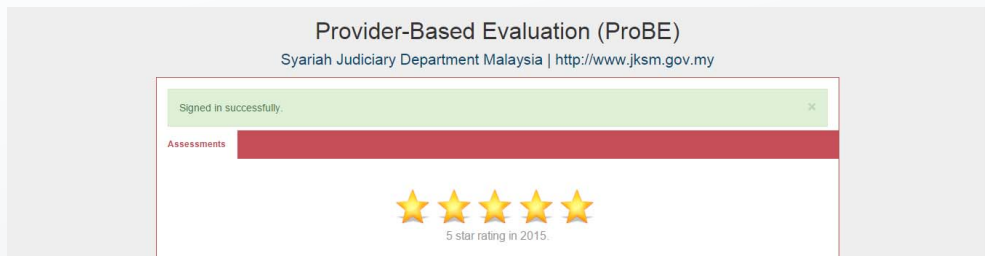 Provider-Based Evaluation (ProBE)
Syariah Judiciary Department Malaysia | http://www.jksm.gov.my
Signed in successfully. ×
Assessments
5 star rating in 2015.